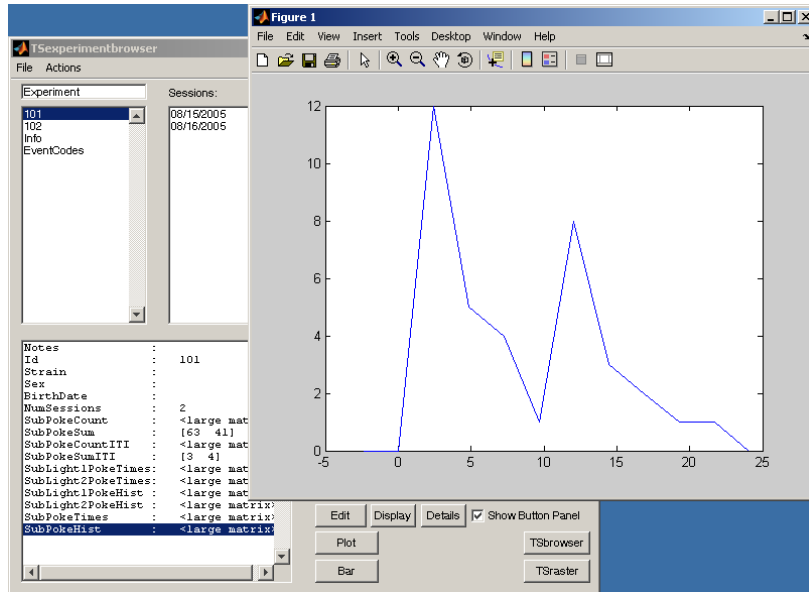 TSexperimentbrowser
File Actions
Experiment
Sessions:
101
102
Info
EventCodes
08/15/2005
08/16/2005
Notes :
Id : 101
Strain :
Sex :
BirthDate :
NumSessions : 2
SubPokeCount : <large mat
SubPokeSum : [63 41]
SubPokeCountITI : <large mat
SubPokeSumITI : [3 4]
SubLight1PokeTimes: <large mat
SubLight2PokeTimes: <large mat
SubLight1PokeHist : <large mat
SubLight2PokeHist : <large matrix>
SubPokeTimes : <large matrix>
SubPokeHist : <large matrix>
Figure 1
File Edit View Insert Tools Desktop Window Help
12
10
8
6
4
2
0
-5 0 5 10 15 20 25
Edit Display Details Show Button Panel
Plot TSbrowser
Bar TSraster